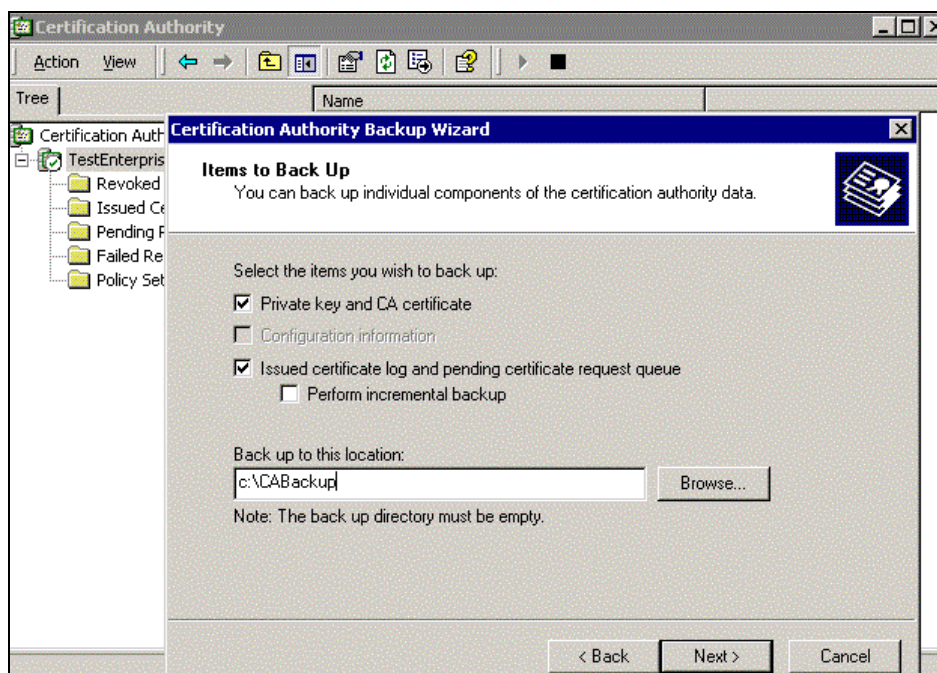 Certification Authority
Action View
Tree
Name
Certification Auth
TestEnterpris
Revoked
Issued Ce
Pending R
Failed Re
Policy Set
Certification Authority Backup Wizard
Items to Back Up
You can back up individual components of the certification authority data.
Select the items you wish to back up:
Private key and CA certificate
Configuration information
Issued certificate log and pending certificate request queue
Perform incremental backup
Back up to this location:
c:\CABackup
Browse...
Note: The back up directory must be empty.
< Back Next > Cancel